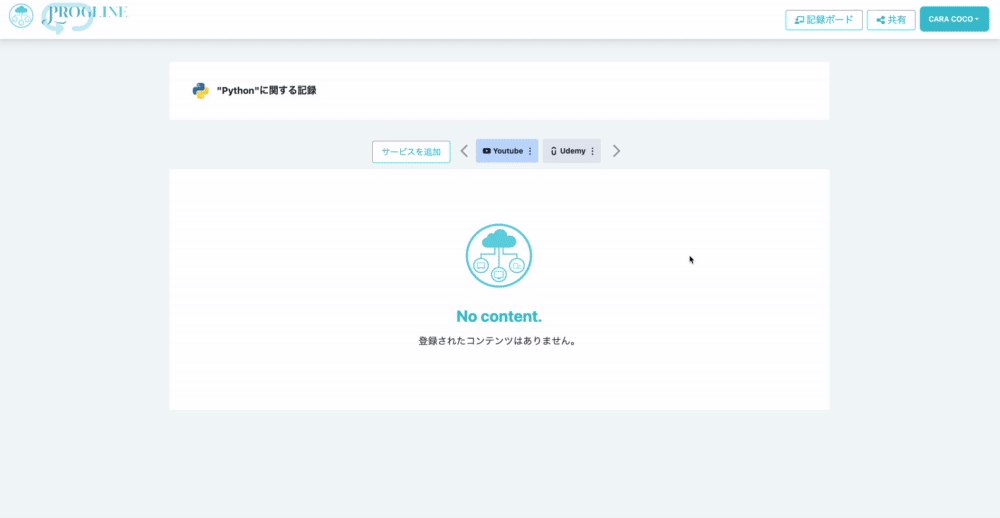 PROGLINE
記録ボード
共有
CARA COCO
"Python"に関する記録
サービスを追加
Youtube
Udemy
No content.
登録されたコンテンツはありません。